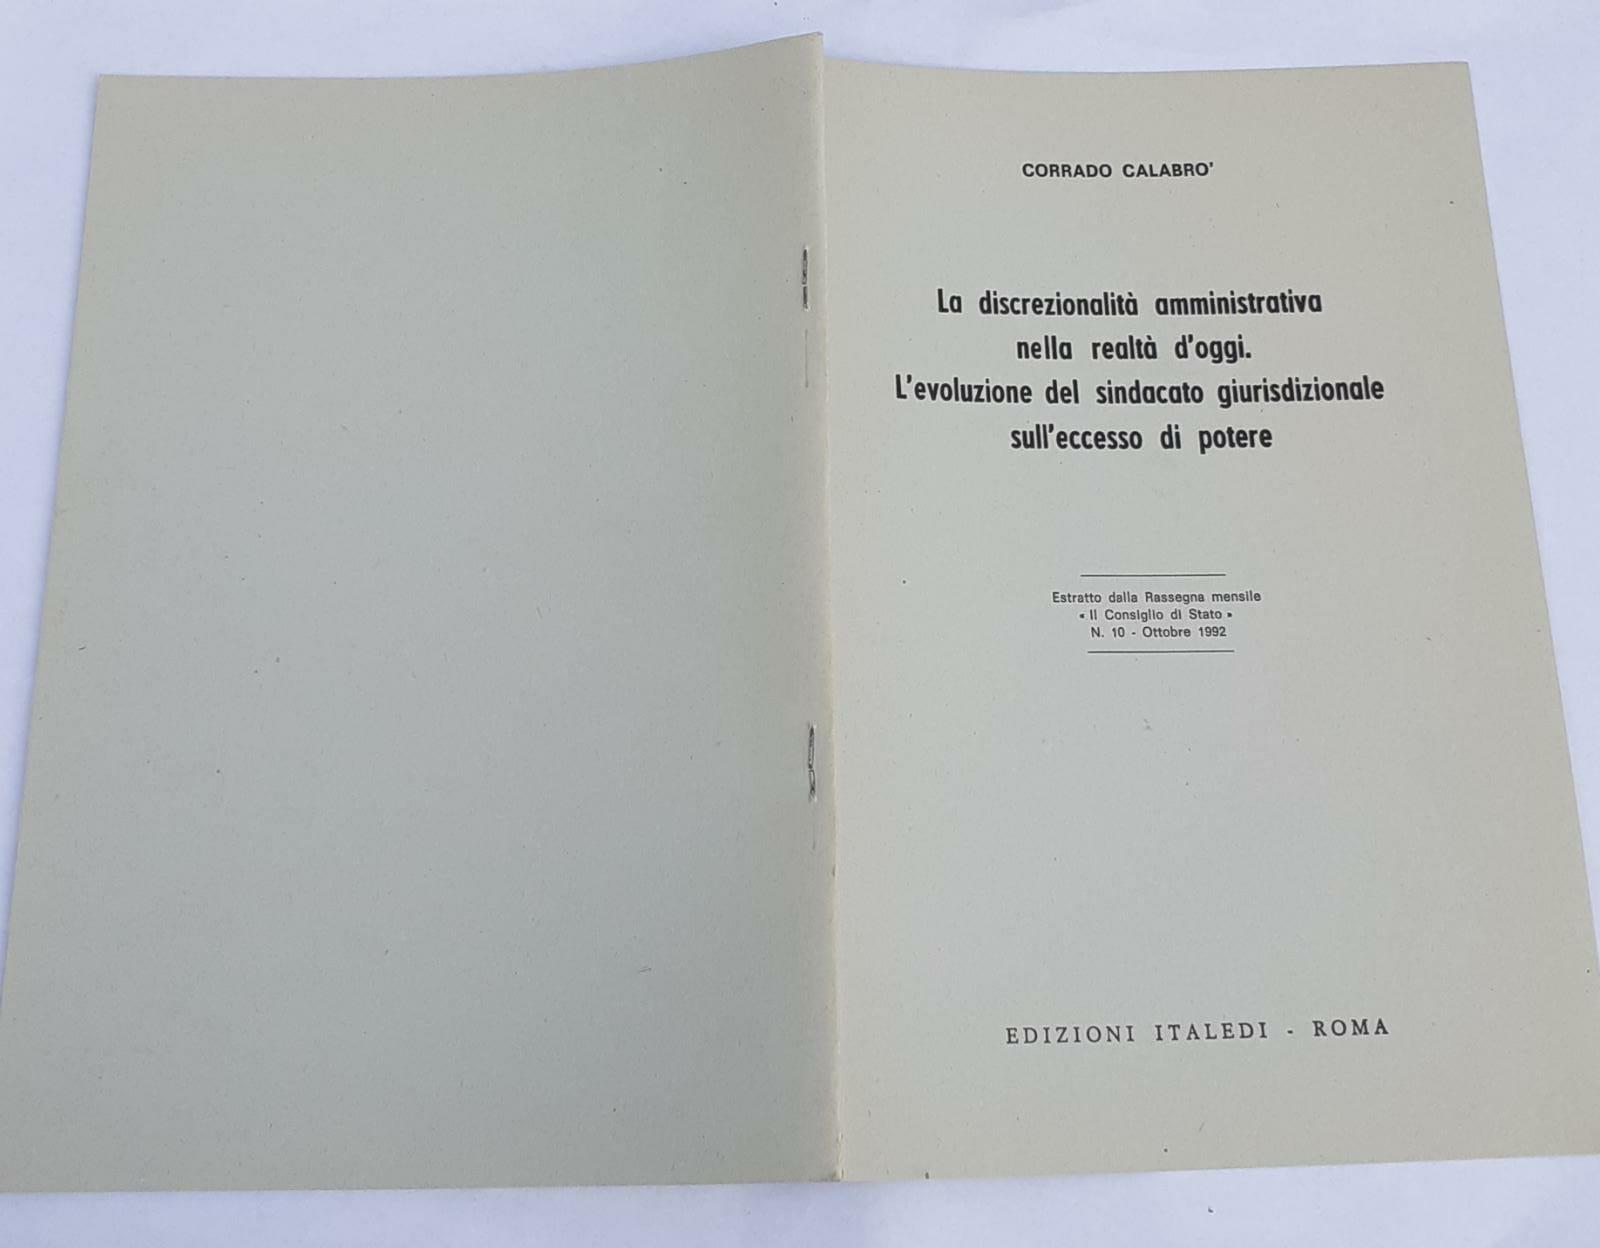 CORRADO CALABRO'
La discrezionalità amministrativa
nella realtà d'oggi.
L'evoluzione del sindacato giurisdizionale
sull'eccesso di potere
Estratto dalla Rassegna mensile
« Il Consiglio di Stato »
N. 10 - Ottobre 1992
EDIZIONI ITALEDI - ROMA